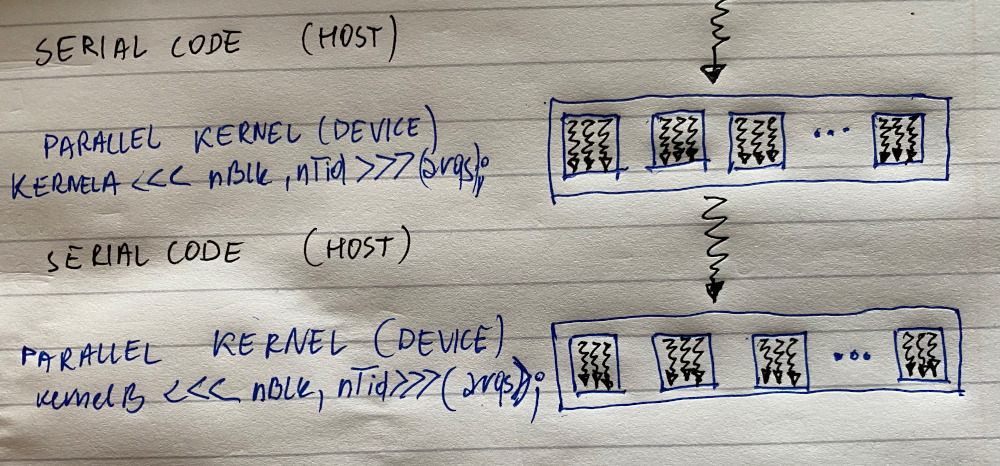 SERIAL CODE (HOST)
PARALLEL KERNEL (DEVICE)
KERNELA <<< nBlk, nTid >>> (args);
...
SERIAL CODE (HOST)
PARALLEL KERNEL (DEVICE)
kernelB <<< nBlk, nTid>>> (args);
...